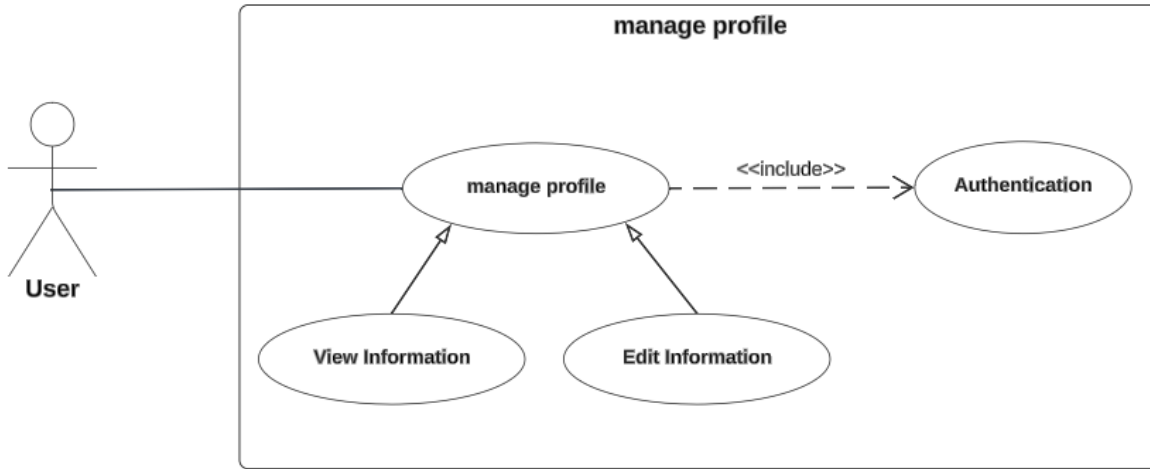 manage profile
<<include>>
manage profile
Authentication
User
View Information
Edit Information